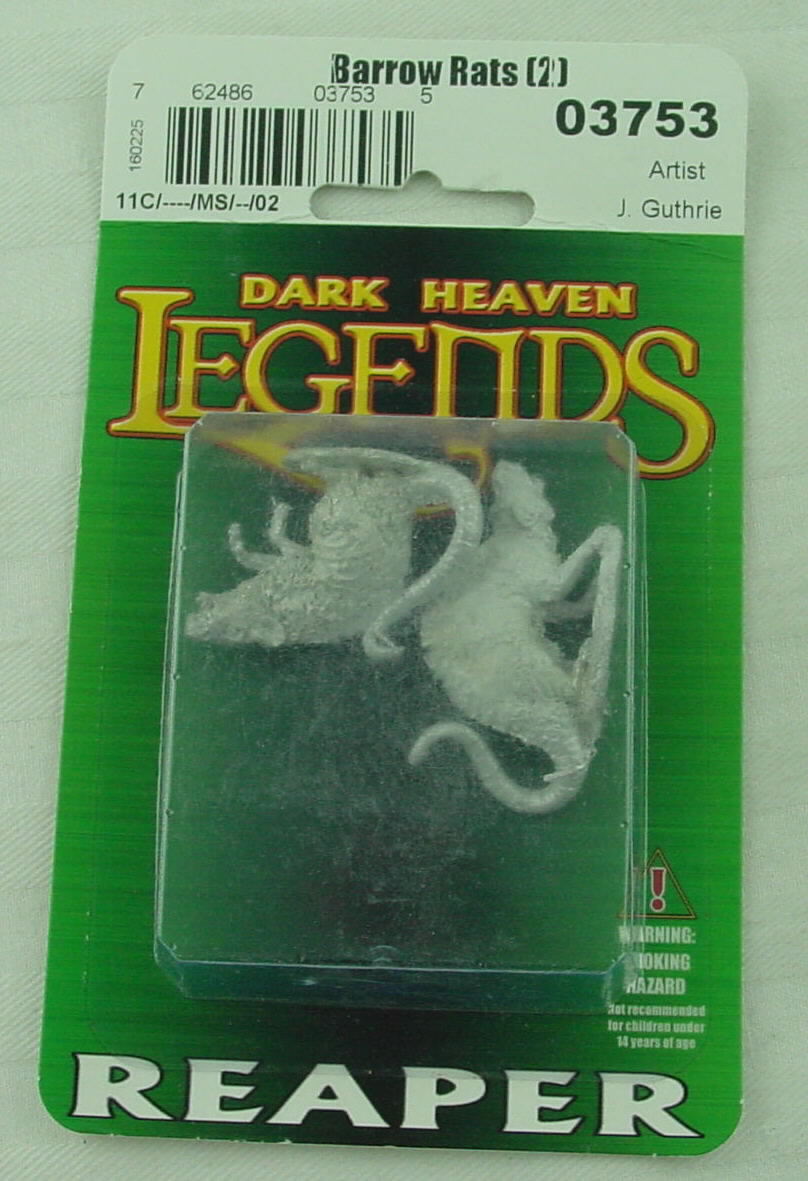 Barrow Rats (2)
7 62486 03753 5
03753
160225
Artist
11C/----/MS/--/02
J. Guthrie
DARK HEAVEN
LEGENDS
WARNING:
CHOKING
HAZARD
Not recommended
for children under
14 years of age
REAPER